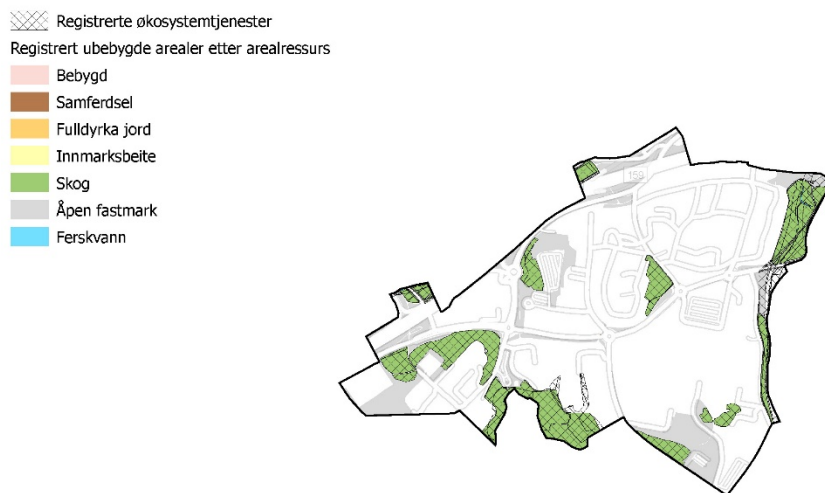 Registrerte økosystemtjenester
Registrert ubebygde arealer etter arealressurs
Bebygd
Samferdsel
Fulldyrka jord
Innmarksbeite
Skog
Åpen fastmark
Ferskvann
159